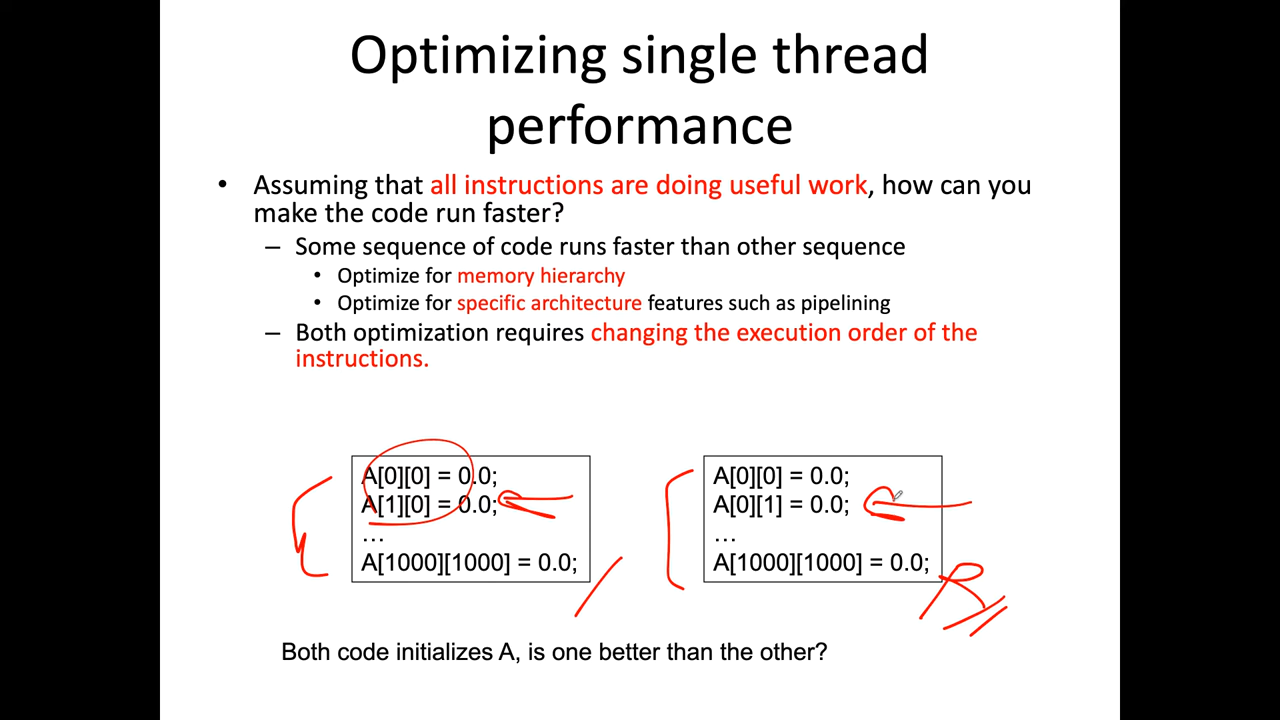 Optimizing single thread
performance
• Assuming that all instructions are doing useful work, how can you
make the code run faster?
– Some sequence of code runs faster than other sequence
• Optimize for memory hierarchy
• Optimize for specific architecture features such as pipelining
– Both optimization requires changing the execution order of the
instructions.
A[0][0] = 0.0;
A[1][0] = 0.0;
…
A[1000][1000] = 0.0;
A[0][0] = 0.0;
A[0][1] = 0.0;
…
A[1000][1000] = 0.0;
Both code initializes A, is one better than the other?